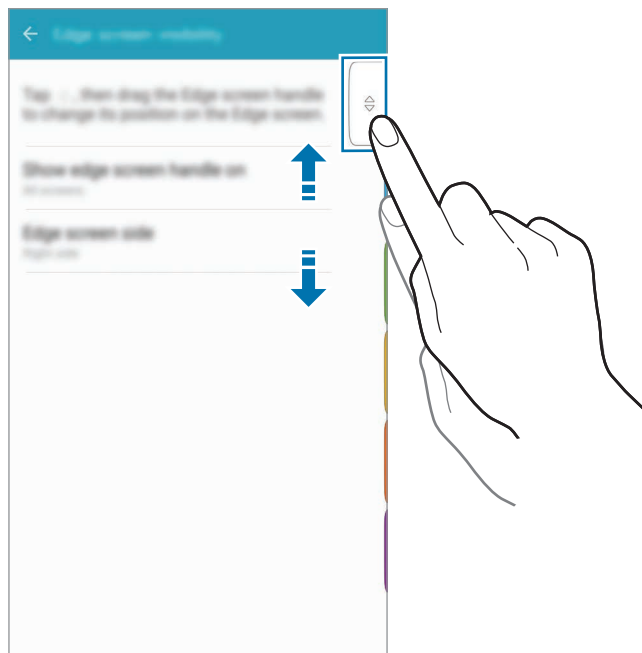 Edge screen visibility
Tap , then drag the Edge screen handle
to change its position on the Edge screen.
Show edge screen handle on
All screens
Edge screen side
Right side